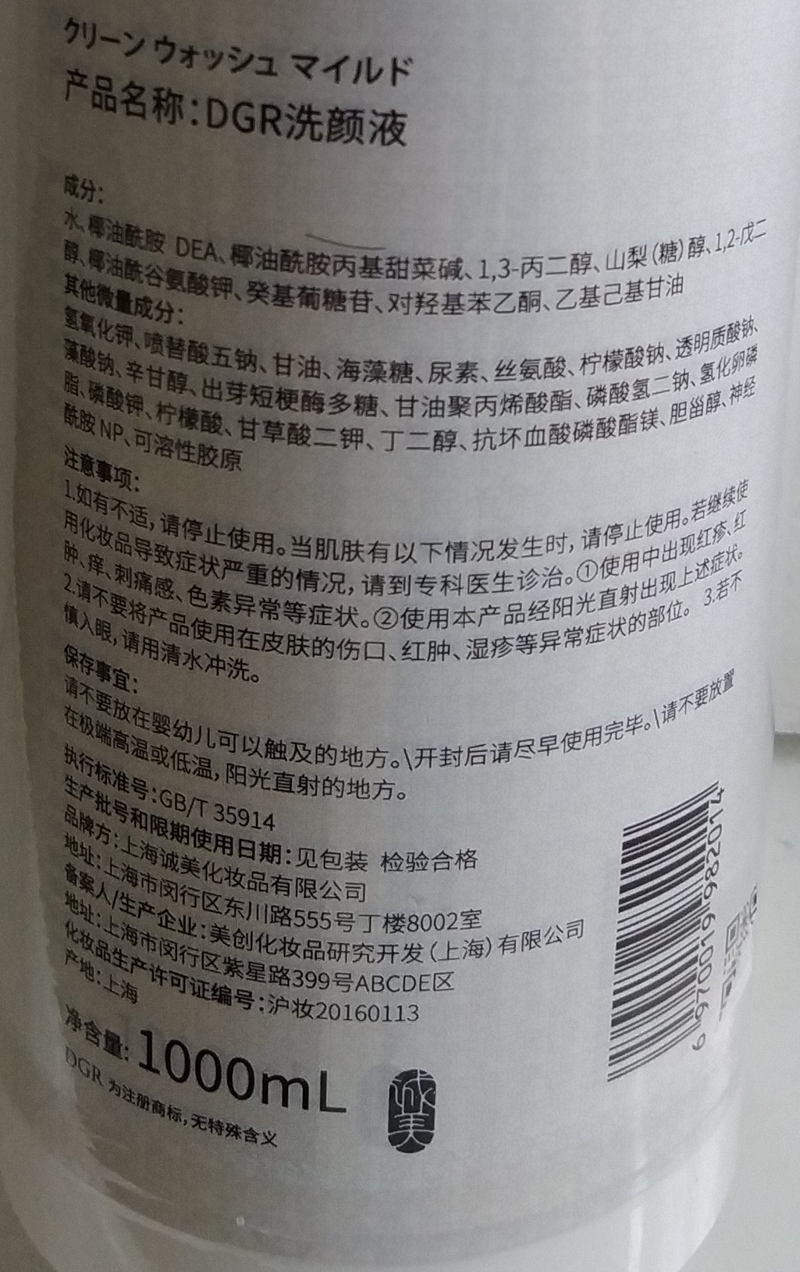 クリーン ウォッシュ マイルド
产品名称：DGR洗颜液
成分：
水、椰油酰胺 DEA、椰油酰胺丙基甜菜碱、1,3-丙二醇、山梨（糖）醇、1,2-戊二
醇、椰油酰谷氨酸钾、癸基葡糖苷、对羟基苯乙酮、乙基己基甘油
其他微量成分：
氢氧化钾、喷替酸五钠、甘油、海藻糖、尿素、丝氨酸、柠檬酸钠、透明质酸钠、
藻酸钠、辛甘醇、出芽短梗酶多糖、甘油聚丙烯酸酯、磷酸氢二钠、氢化卵磷
脂、磷酸钾、柠檬酸、甘草酸二钾、丁二醇、抗坏血酸磷酸酯镁、胆甾醇、神经
酰胺 NP、可溶性胶原
注意事项：
1.如有不适，请停止使用。当肌肤有以下情况发生时，请停止使用。若继续使
用化妆品导致症状严重的情况，请到专科医生诊治。①使用中出现红疹、红
肿、痒、刺痛感、色素异常等症状。②使用本产品经阳光直射出现上述症状。
2.请不要将产品使用在皮肤的伤口、红肿、湿疹等异常症状的部位。 3.若不
慎入眼，请用清水冲洗。
保存事宜：
请不要放在婴幼儿可以触及的地方。\开封后请尽早使用完毕。\请不要放置
在极端高温或低温，阳光直射的地方。
执行标准号：GB/T 35914
生产批号和限期使用日期：见包装 检验合格
品牌方：上海诚美化妆品有限公司
地址：上海市闵行区东川路555号丁楼8002室
备案人/生产企业：美创化妆品研究开发（上海）有限公司
地址：上海市闵行区紫星路399号ABCDE区
化妆品生产许可证编号：沪妆20160113
产地：上海
净含量：1000mL
DGR 为注册商标，无特殊含义
诚美
6 970019 982014